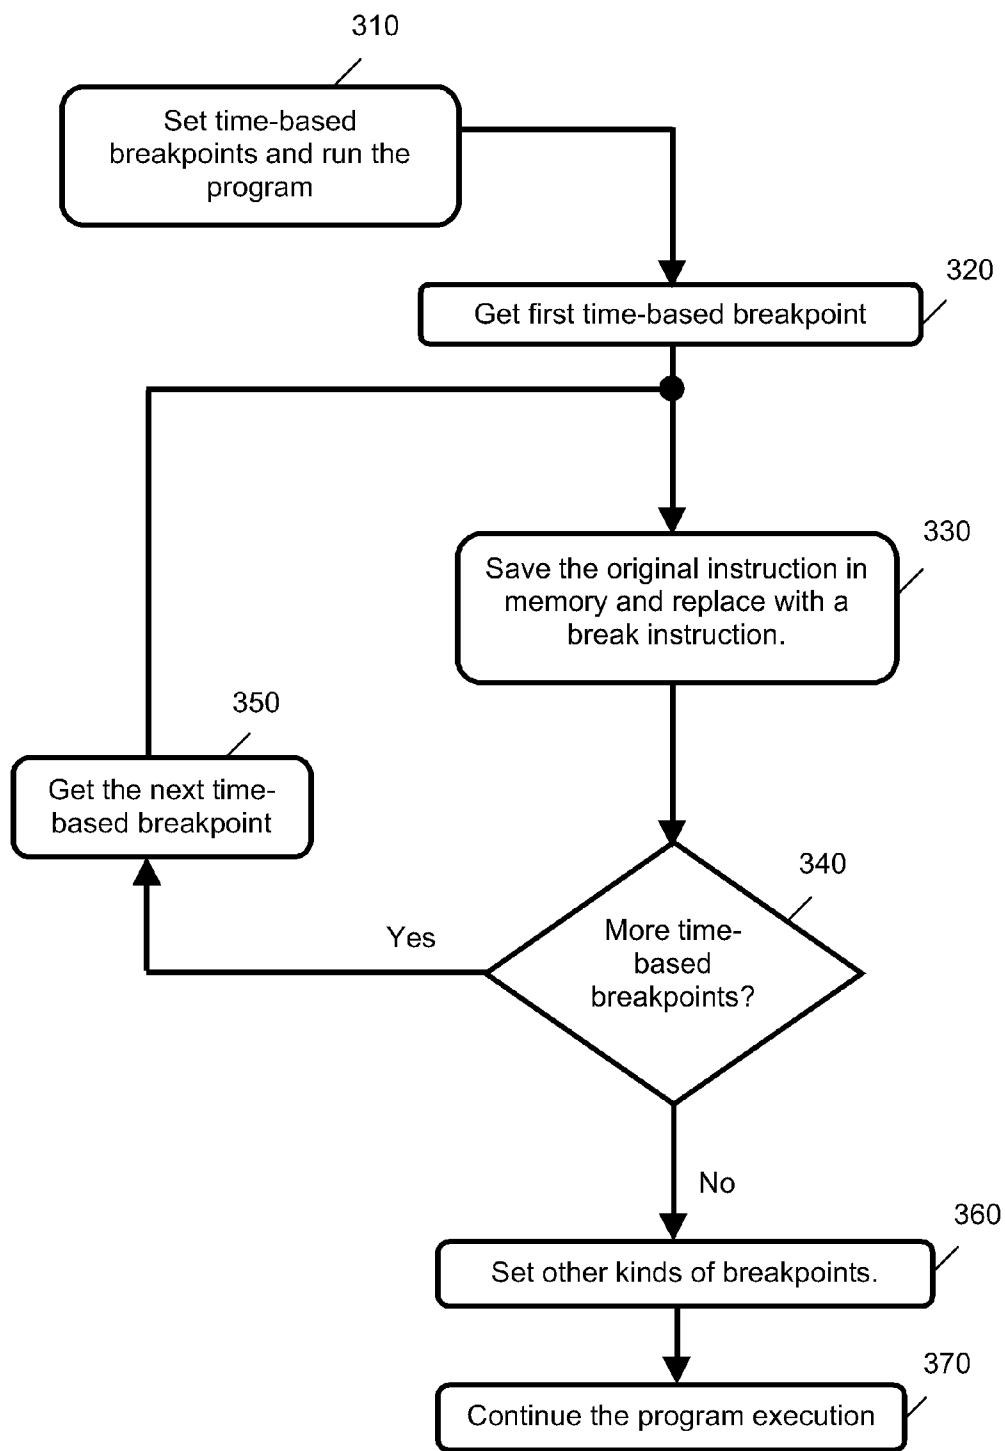 310
Set time-based
breakpoints and run the
program
320
Get first time-based breakpoint
330
Save the original instruction in
memory and replace with a
break instruction.
350
Get the next time-
based breakpoint
340
More time-
based
breakpoints?
Yes
No
360
Set other kinds of breakpoints.
370
Continue the program execution